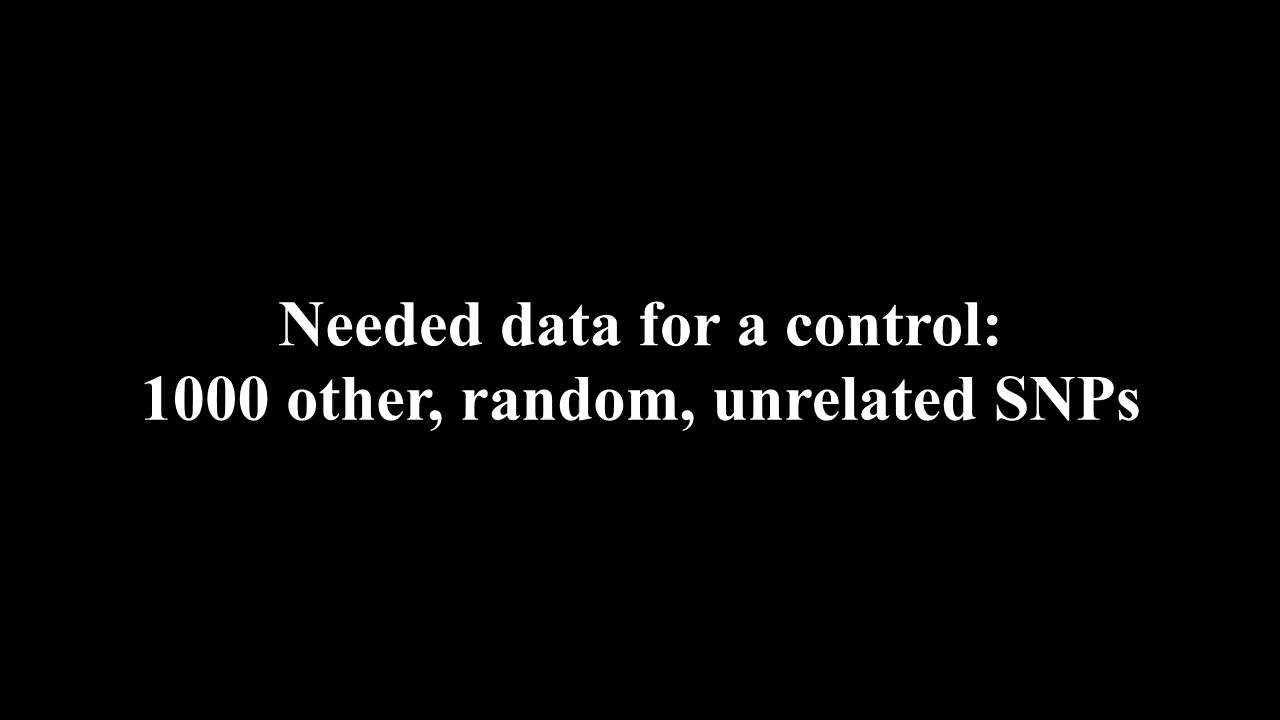 Needed data for a control:
1000 other, random, unrelated SNPs